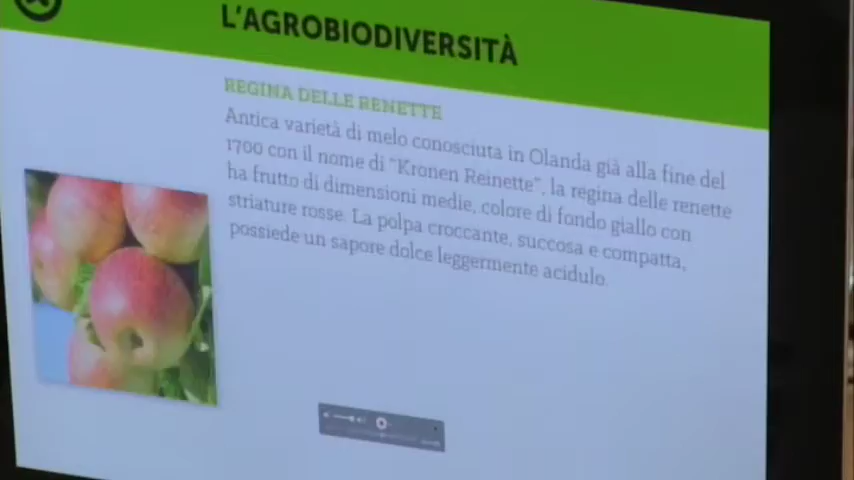 L'AGROBIODIVERSITÀ
REGINA DELLE RENETTE
Antica varietà di melo conosciuta in Olanda già alla fine del
1700 con il nome di "Kronen Reinette", la regina delle renette
ha frutto di dimensioni medie, colore di fondo giallo con
striature rosse. La polpa croccante, succosa e compatta,
possiede un sapore dolce leggermente acidulo.